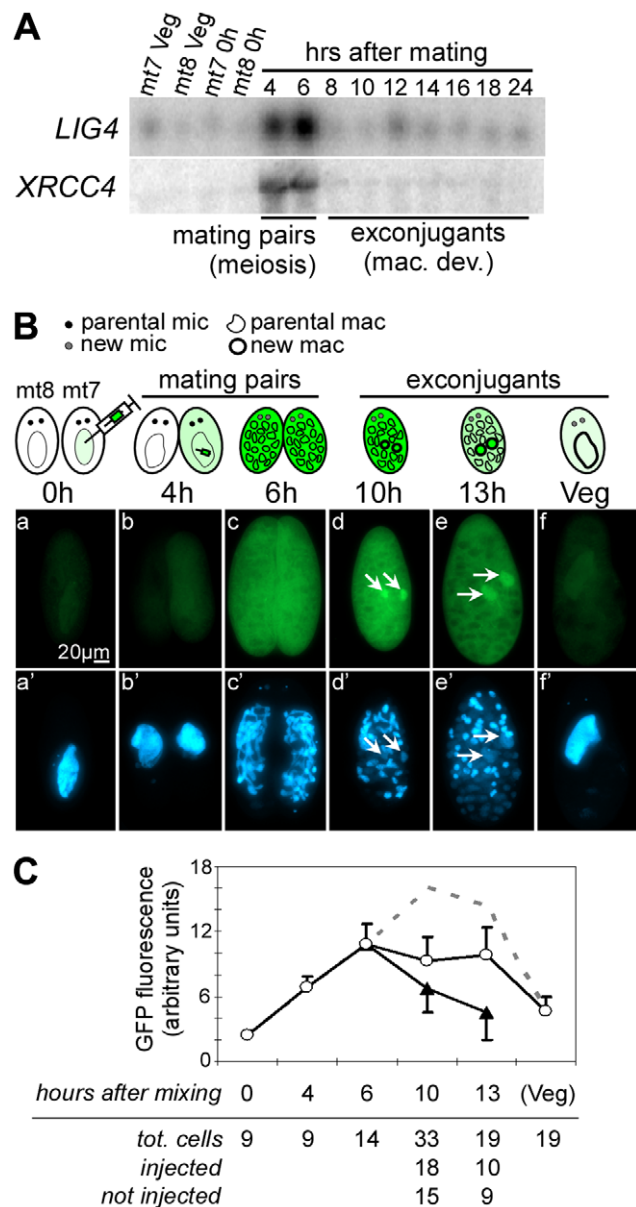 A
mt7 Veg
mt8 Veg
mt7 0h
mt8 0h
hrs after mating
4 6 8 10 12 14 16 18 24
LIG4
XRCC4
mating pairs
(meiosis)
exconjugants
(mac. dev.)
B
parental mic
parental mac
new mic
new mac
mt8 mt7
mating pairs
exconjugants
0h 4h 6h 10h 13h Veg
a b c d e f
20µm
a' b' c' d' e' f'
C
18
12
6
0
GFP fluorescence
(arbitrary units)
hours after mixing 0 4 6 10 13 (Veg)
tot. cells 9 9 14 33 19 19
injected 18 10
not injected 15 9